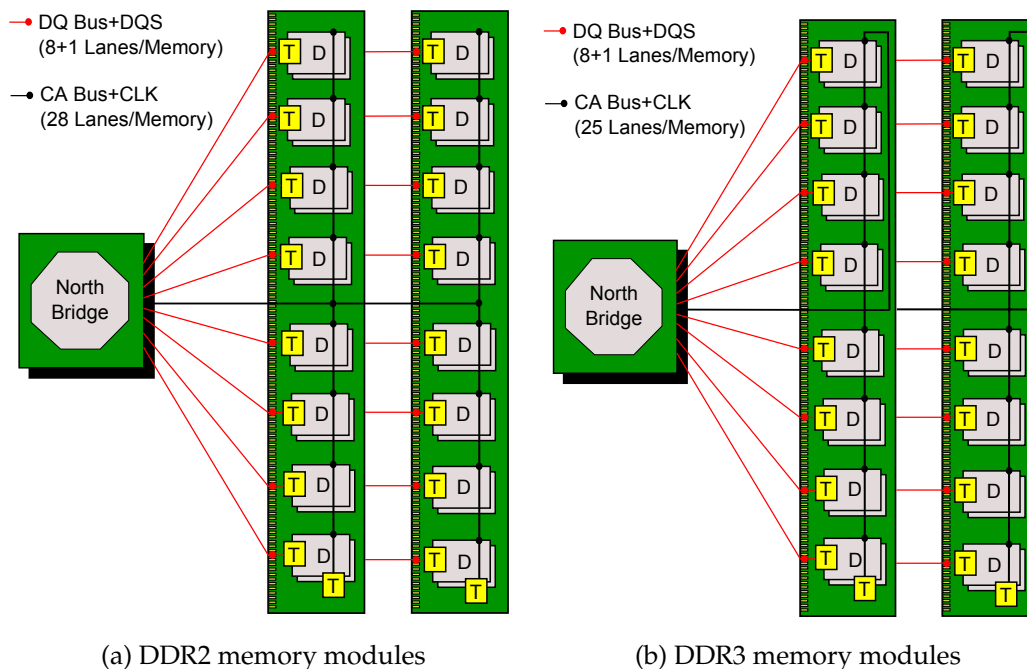 DQ Bus+DQS
(8+1 Lanes/Memory)
CA Bus+CLK
(28 Lanes/Memory)
North
Bridge
T D
T D
T D
T D
T D
T D
T D
T D
T
T D
T D
T D
T D
T D
T D
T D
T D
T
(a) DDR2 memory modules
DQ Bus+DQS
(8+1 Lanes/Memory)
CA Bus+CLK
(25 Lanes/Memory)
North
Bridge
T D
T D
T D
T D
T D
T D
T D
T D
T
T D
T D
T D
T D
T D
T D
T D
T D
T
(b) DDR3 memory modules